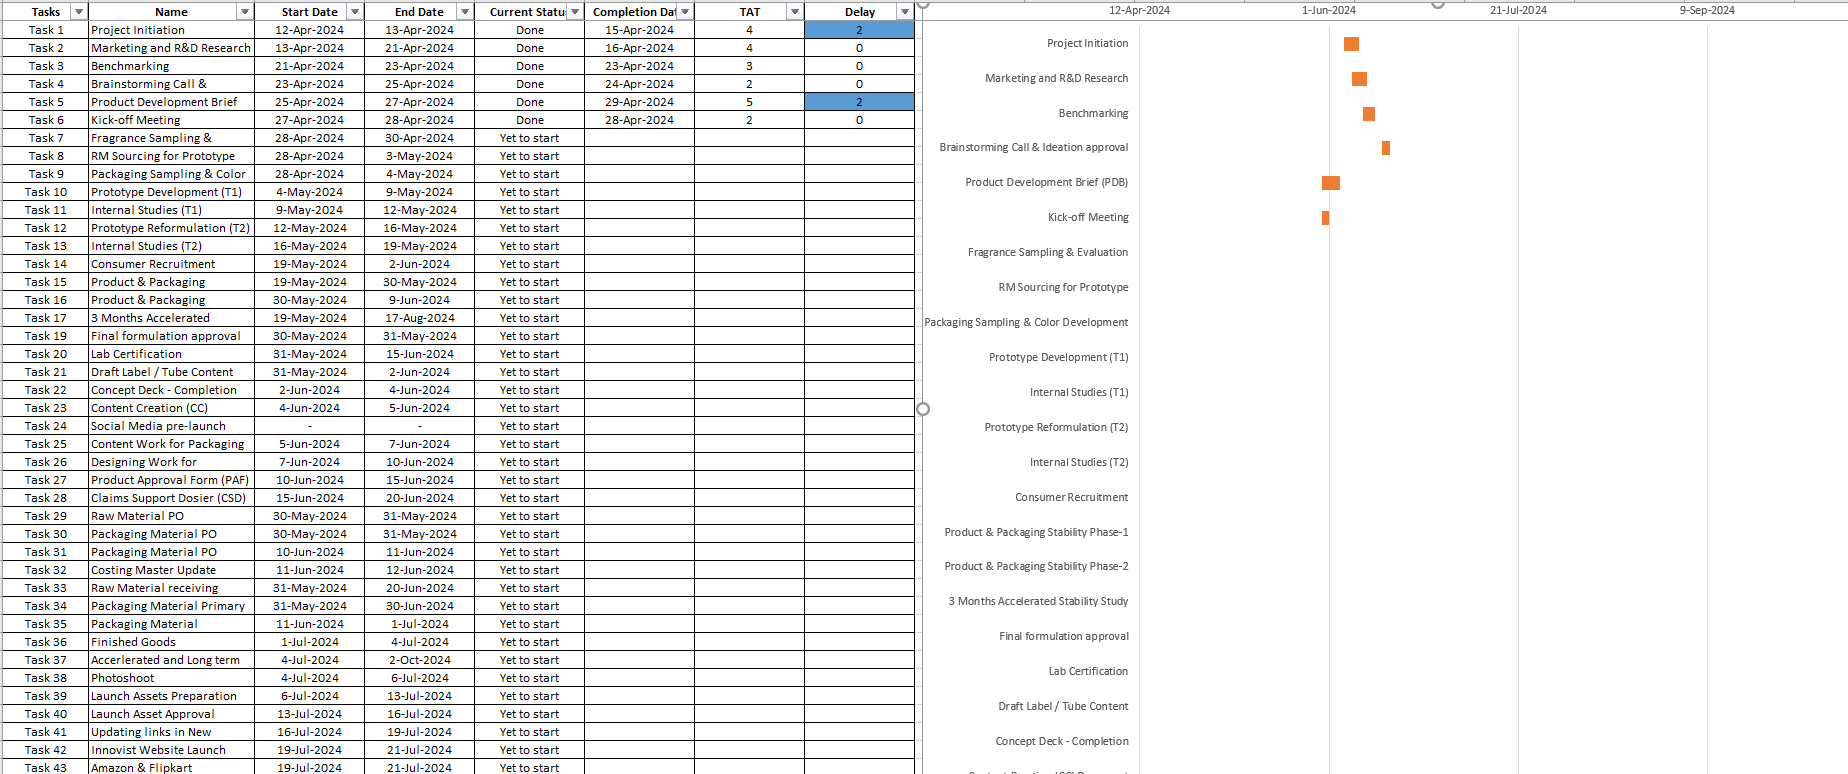 Tasks Name Start Date End Date Current Statu Completion Dat TAT Delay
Task 1 Project Initiation 12-Apr-2024 13-Apr-2024 Done 15-Apr-2024 4 2
Task 2 Marketing and R&D Research 13-Apr-2024 21-Apr-2024 Done 16-Apr-2024 4 0
Task 3 Benchmarking 21-Apr-2024 23-Apr-2024 Done 23-Apr-2024 3 0
Task 4 Brainstorming Call & 23-Apr-2024 25-Apr-2024 Done 24-Apr-2024 2 0
Task 5 Product Development Brief 25-Apr-2024 27-Apr-2024 Done 29-Apr-2024 5 2
Task 6 Kick-off Meeting 27-Apr-2024 28-Apr-2024 Done 28-Apr-2024 2 0
Task 7 Fragrance Sampling & 28-Apr-2024 30-Apr-2024 Yet to start
Task 8 RM Sourcing for Prototype 28-Apr-2024 3-May-2024 Yet to start
Task 9 Packaging Sampling & Color 28-Apr-2024 4-May-2024 Yet to start
Task 10 Prototype Development (T1) 4-May-2024 9-May-2024 Yet to start
Task 11 Internal Studies (T1) 9-May-2024 12-May-2024 Yet to start
Task 12 Prototype Reformulation (T2) 12-May-2024 16-May-2024 Yet to start
Task 13 Internal Studies (T2) 16-May-2024 19-May-2024 Yet to start
Task 14 Consumer Recruitment 19-May-2024 2-Jun-2024 Yet to start
Task 15 Product & Packaging 19-May-2024 30-May-2024 Yet to start
Task 16 Product & Packaging 30-May-2024 9-Jun-2024 Yet to start
Task 17 3 Months Accelerated 19-May-2024 17-Aug-2024 Yet to start
Task 19 Final formulation approval 30-May-2024 31-May-2024 Yet to start
Task 20 Lab Certification 31-May-2024 15-Jun-2024 Yet to start
Task 21 Draft Label / Tube Content 31-May-2024 2-Jun-2024 Yet to start
Task 22 Concept Deck - Completion 2-Jun-2024 4-Jun-2024 Yet to start
Task 23 Content Creation (CC) 4-Jun-2024 5-Jun-2024 Yet to start
Task 24 Social Media pre-launch - - Yet to start
Task 25 Content Work for Packaging 5-Jun-2024 7-Jun-2024 Yet to start
Task 26 Designing Work for 7-Jun-2024 10-Jun-2024 Yet to start
Task 27 Product Approval Form (PAF) 10-Jun-2024 15-Jun-2024 Yet to start
Task 28 Claims Support Dosier (CSD) 15-Jun-2024 20-Jun-2024 Yet to start
Task 29 Raw Material PO 30-May-2024 31-May-2024 Yet to start
Task 30 Packaging Material PO 30-May-2024 31-May-2024 Yet to start
Task 31 Packaging Material PO 10-Jun-2024 11-Jun-2024 Yet to start
Task 32 Costing Master Update 11-Jun-2024 12-Jun-2024 Yet to start
Task 33 Raw Material receiving 31-May-2024 20-Jun-2024 Yet to start
Task 34 Packaging Material Primary 31-May-2024 30-Jun-2024 Yet to start
Task 35 Packaging Material 11-Jun-2024 1-Jul-2024 Yet to start
Task 36 Finished Goods 1-Jul-2024 4-Jul-2024 Yet to start
Task 37 Accerlerated and Long term 4-Jul-2024 2-Oct-2024 Yet to start
Task 38 Photoshoot 4-Jul-2024 6-Jul-2024 Yet to start
Task 39 Launch Assets Preparation 6-Jul-2024 13-Jul-2024 Yet to start
Task 40 Launch Asset Approval 13-Jul-2024 16-Jul-2024 Yet to start
Task 41 Updating links in New 16-Jul-2024 19-Jul-2024 Yet to start
Task 42 Innovist Website Launch 19-Jul-2024 21-Jul-2024 Yet to start
Task 43 Amazon & Flipkart 19-Jul-2024 21-Jul-2024 Yet to start
12-Apr-2024 1-Jun-2024 21-Jul-2024 9-Sep-2024
Project Initiation
Marketing and R&D Research
Benchmarking
Brainstorming Call & Ideation approval
Product Development Brief (PDB)
Kick-off Meeting
Fragrance Sampling & Evaluation
RM Sourcing for Prototype
Packaging Sampling & Color Development
Prototype Development (T1)
Internal Studies (T1)
Prototype Reformulation (T2)
Internal Studies (T2)
Consumer Recruitment
Product & Packaging Stability Phase-1
Product & Packaging Stability Phase-2
3 Months Accelerated Stability Study
Final formulation approval
Lab Certification
Draft Label / Tube Content
Concept Deck - Completion